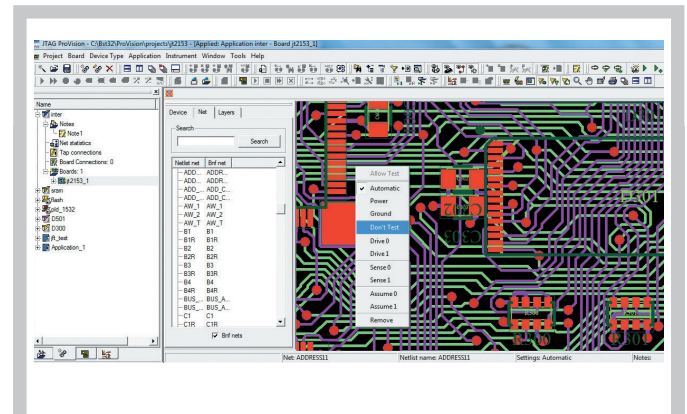 JTAG ProVision - C:\Bst32\ProVision\projects\jt2153 - [Applied: Application inter - Board jt2153_1]
Project Board Device Type Application Instrument Window Tools Help
Name
inter
Notes
Note1
Net statistics
Tap connections
Board Connections: 0
Boards: 1
jt2153_1
sram
flash
pld_1532
D501
D300
jft_test
Application_1
Device Net Layers
Search
Search
Netlist net Bnf net
ADD... ADDR...
ADD... ADDR...
ADD... ADD_C...
ADD... ADD_C...
AW_1 AW_1
AW_2 AW_2
AW_T AW_T
B1 B1
B1R B1R
B2 B2
B2R B2R
B3 B3
B3R B3R
B4 B4
B4R B4R
BUS_... BUS_A...
BUS_... BUS_A...
C1 C1
C1R C1R
Bnf nets
Allow Test
Automatic
Power
Ground
Don't Test
Drive 0
Drive 1
Sense 0
Sense 1
Assume 0
Assume 1
Remove
Net: ADDRESS11 Netlist name: ADDRESS11 Settings: Automatic Notes: